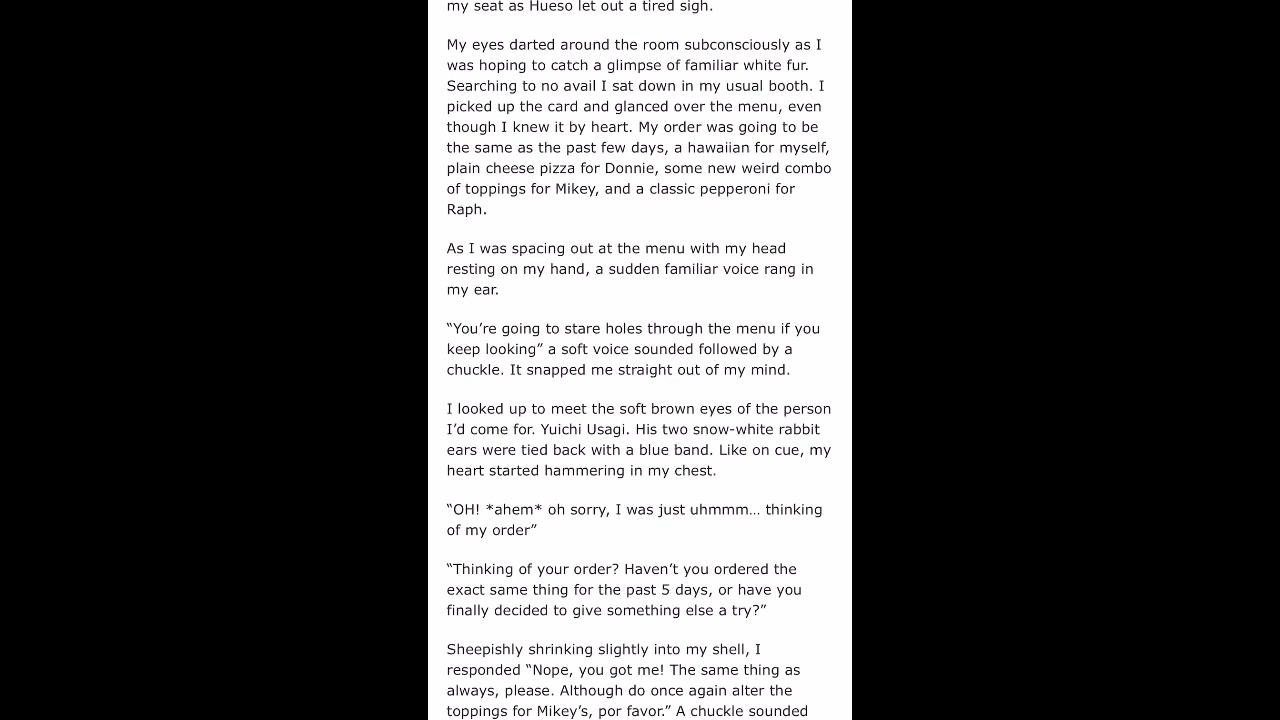 my seat as Hueso let out a tired sigh.
My eyes darted around the room subconsciously as I
was hoping to catch a glimpse of familiar white fur.
Searching to no avail I sat down in my usual booth. I
picked up the card and glanced over the menu, even
though I knew it by heart. My order was going to be
the same as the past few days, a hawaiian for myself,
plain cheese pizza for Donnie, some new weird combo
of toppings for Mikey, and a classic pepperoni for
Raph.
As I was spacing out at the menu with my head
resting on my hand, a sudden familiar voice rang in
my ear.
“You’re going to stare holes through the menu if you
keep looking” a soft voice sounded followed by a
chuckle. It snapped me straight out of my mind.
I looked up to meet the soft brown eyes of the person
I’d come for. Yuichi Usagi. His two snow-white rabbit
ears were tied back with a blue band. Like on cue, my
heart started hammering in my chest.
“OH! *ahem* oh sorry, I was just uhmmm… thinking
of my order”
“Thinking of your order? Haven’t you ordered the
exact same thing for the past 5 days, or have you
finally decided to give something else a try?”
Sheepishly shrinking slightly into my shell, I
responded “Nope, you got me! The same thing as
always, please. Although do once again alter the
toppings for Mikey’s, por favor.” A chuckle sounded